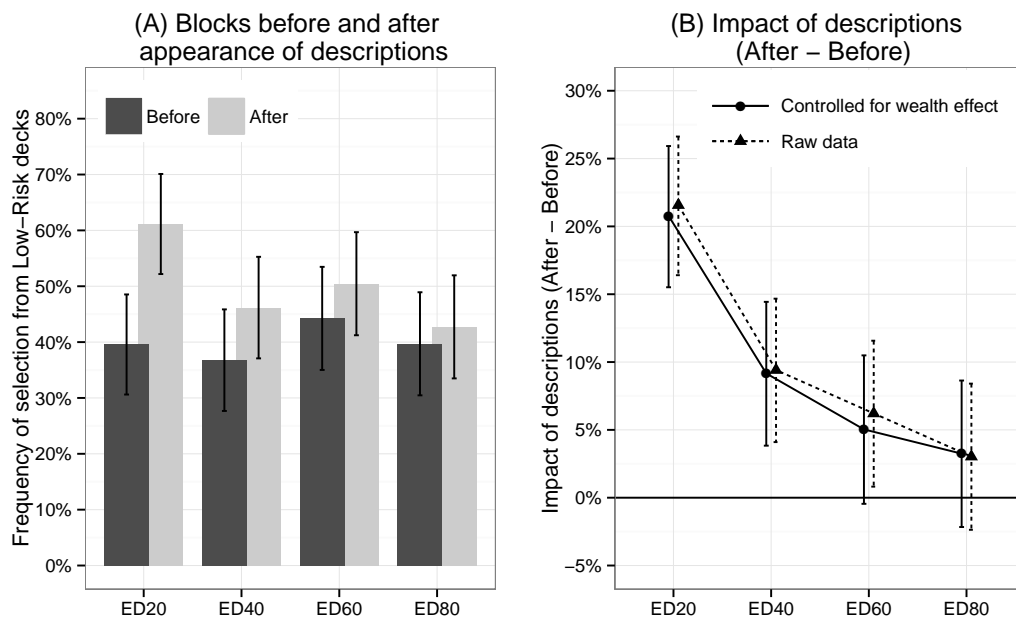 (A) Blocks before and after
appearance of descriptions
Frequency of selection from Low−Risk decks
80%
70%
60%
50%
40%
30%
20%
10%
0%
Before
After
ED20
ED40
ED60
ED80
(B) Impact of descriptions
(After − Before)
Impact of descriptions (After − Before)
30%
25%
20%
15%
10%
5%
0%
−5%
Controlled for wealth effect
Raw data
ED20
ED40
ED60
ED80